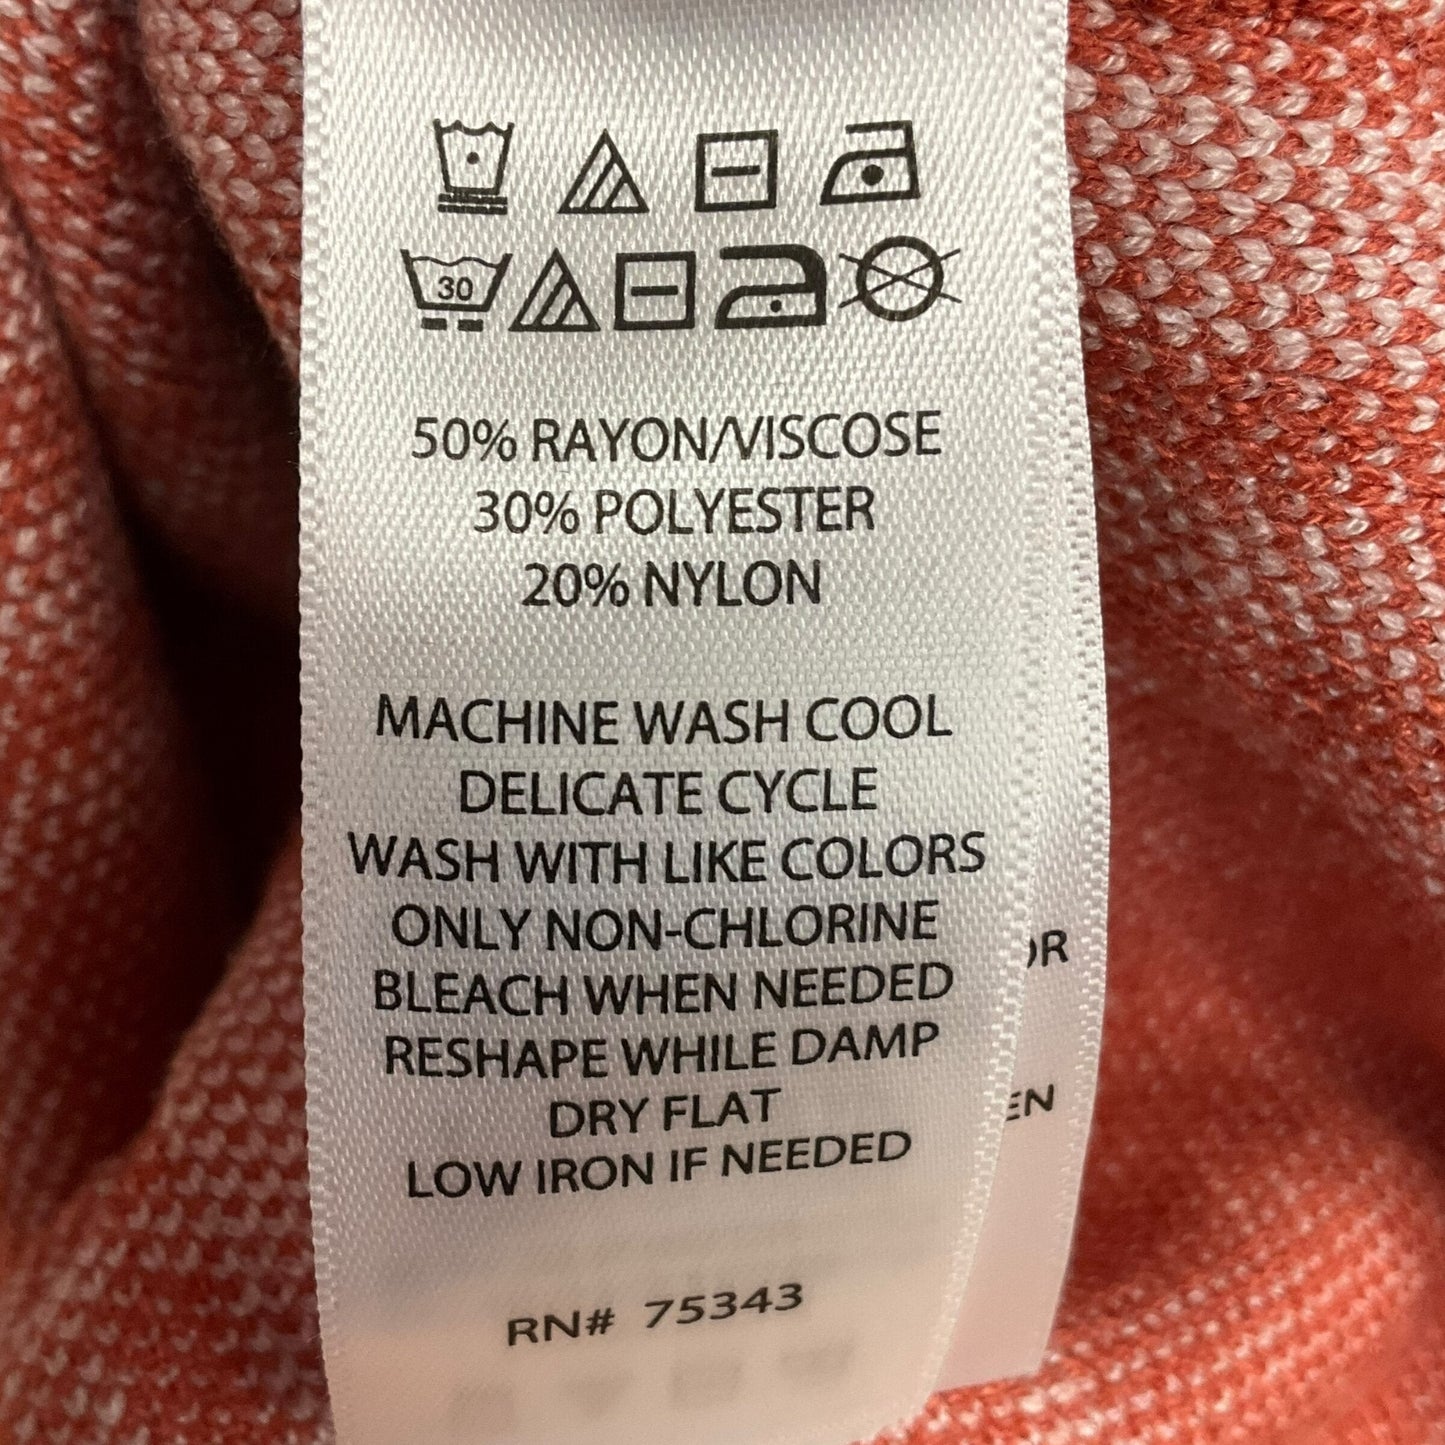 30
50% RAYON/VISCOSE
30% POLYESTER
20% NYLON
MACHINE WASH COOL
DELICATE CYCLE
WASH WITH LIKE COLORS
ONLY NON-CHLORINE
BLEACH WHEN NEEDED
RESHAPE WHILE DAMP
DRY FLAT
LOW IRON IF NEEDED
RN# 75343